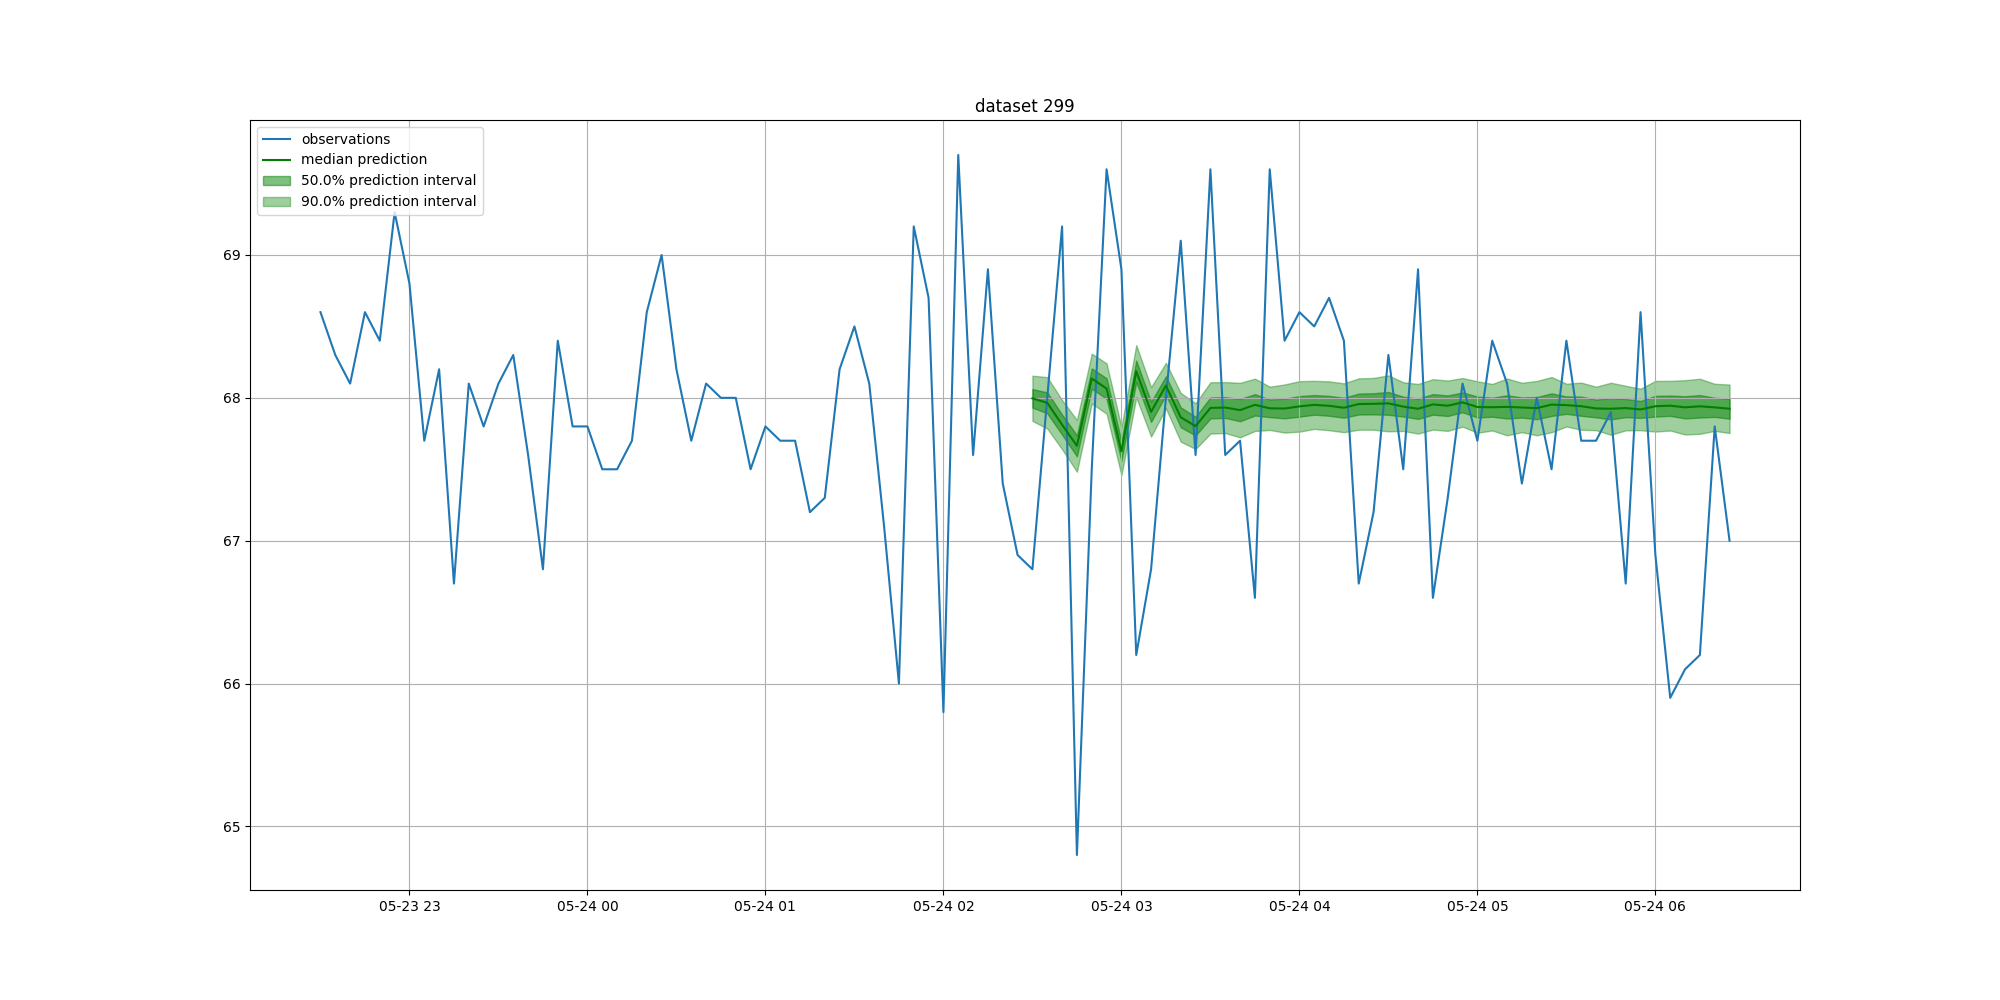 dataset 299
observations
median prediction
50.0% prediction interval
90.0% prediction interval
69
68
67
66
65
05-23 23
05-24 00
05-24 01
05-24 02
05-24 03
05-24 04
05-24 05
05-24 06